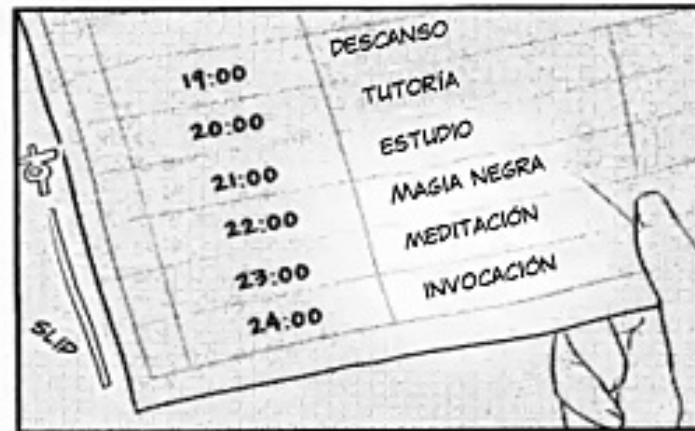 DESCANSO
19:00 TUTORÍA
20:00 ESTUDIO
21:00 MAGIA NEGRA
22:00 MEDITACIÓN
23:00 INVOCACIÓN
24:00
SLIP